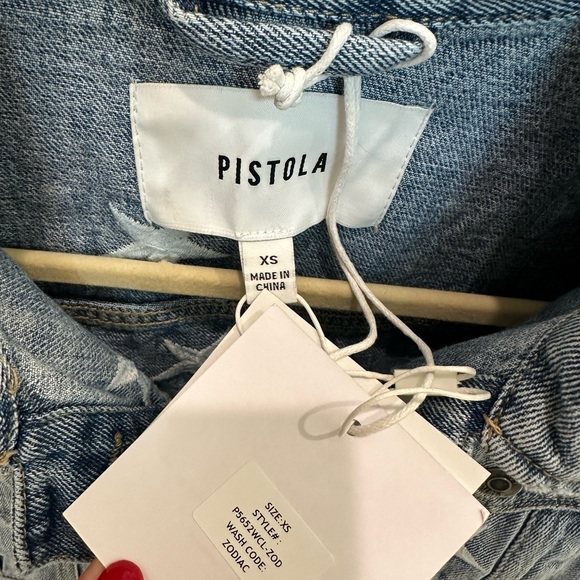 PISTOLA
XS
MADE IN
CHINA
SIZE: XS
STYLE# :
P5652WCL-ZOD
WASH CODE:
ZODIAC